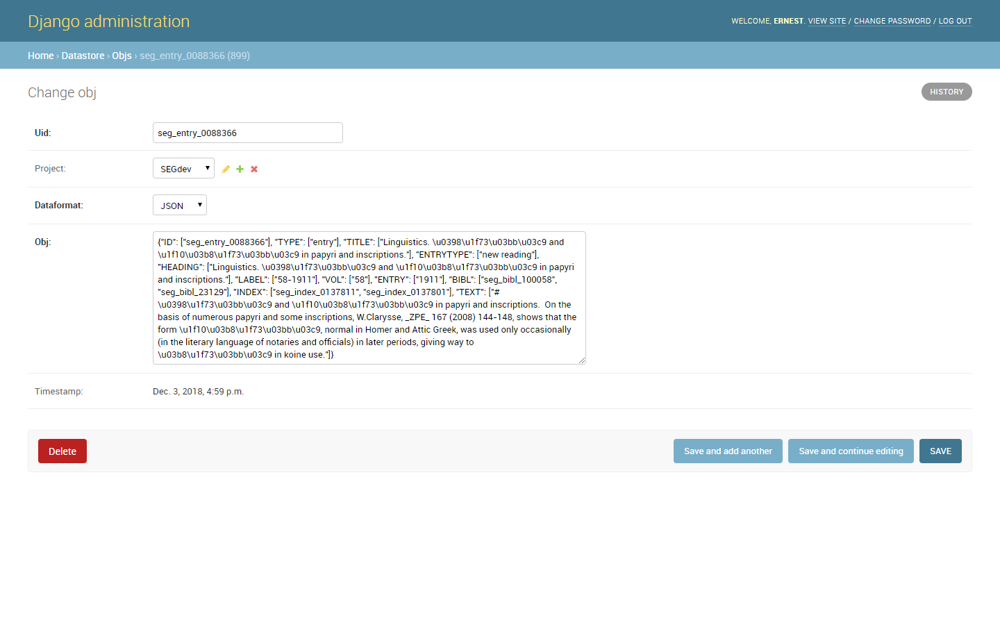 Django administration
WELCOME, ERNEST. VIEW SITE / CHANGE PASSWORD / LOG OUT
Home › Datastore › Objs › seg_entry_0088366 (899)
Change obj
HISTORY
Uid:
seg_entry_0088366
Project:
SEGdev
Dataformat:
JSON
Obj:
{"ID": ["seg_entry_0088366"], "TYPE": ["entry"], "TITLE": ["Linguistics. \u0398\u1f73\u03bb\u03c9 and
\u1f10\u03b8\u1f73\u03bb\u03c9 in papyri and inscriptions."], "ENTRYTYPE": ["new reading"],
"HEADING": ["Linguistics. \u0398\u1f73\u03bb\u03c9 and \u1f10\u03b8\u1f73\u03bb\u03c9 in papyri
and inscriptions."], "LABEL": ["58-1911"], "VOL": ["58"], "ENTRY": ["1911"], "BIBL": ["seg_bibl_100058",
"seg_bibl_23129"], "INDEX": ["seg_index_0137811", "seg_index_0137801"], "TEXT": ["#
\u0398\u1f73\u03bb\u03c9 and \u1f10\u03b8\u1f73\u03bb\u03c9 in papyri and inscriptions.  On the
basis of numerous papyri and some inscriptions, W.Clarysse, _ZPE_ 167 (2008) 144-148, shows that the
form \u1f10\u03b8\u1f73\u03bb\u03c9, normal in Homer and Attic Greek, was used only occasionally
(in the literary language of notaries and officials) in later periods, giving way to
\u03b8\u1f73\u03bb\u03c9 in koine use."]}
Timestamp:
Dec. 3, 2018, 4:59 p.m.
Delete
Save and add another
Save and continue editing
SAVE